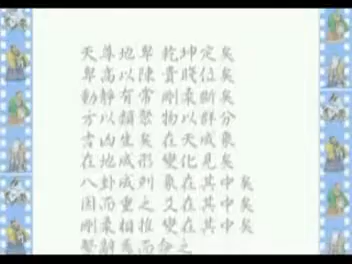 天尊地卑 乾坤定矣
卑高以陳 貴賤位矣
動靜有常 剛柔斷矣
方以類聚 物以群分
吉凶生矣 在天成象
在地成形 變化見矣
八卦成列 象在其中矣
因而重之 爻在其中矣
剛柔相推 變在其中矣
繫辭焉而命之